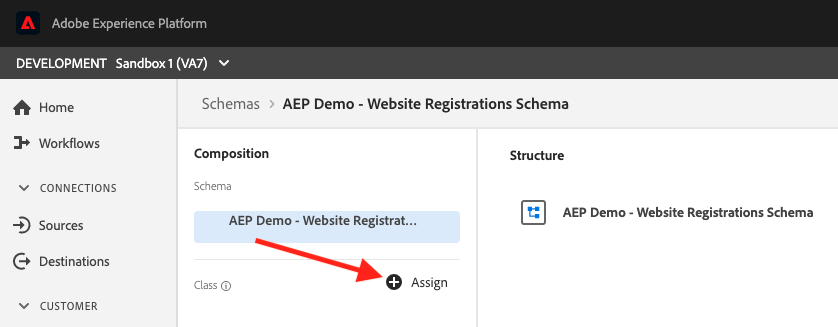 Adobe Experience Platform
DEVELOPMENT Sandbox 1 (VA7)
Home
Workflows
CONNECTIONS
Sources
Destinations
CUSTOMER
Schemas > AEP Demo - Website Registrations Schema
Composition
Schema
AEP Demo - Website Registrat...
Class
Assign
Structure
AEP Demo - Website Registrations Schema